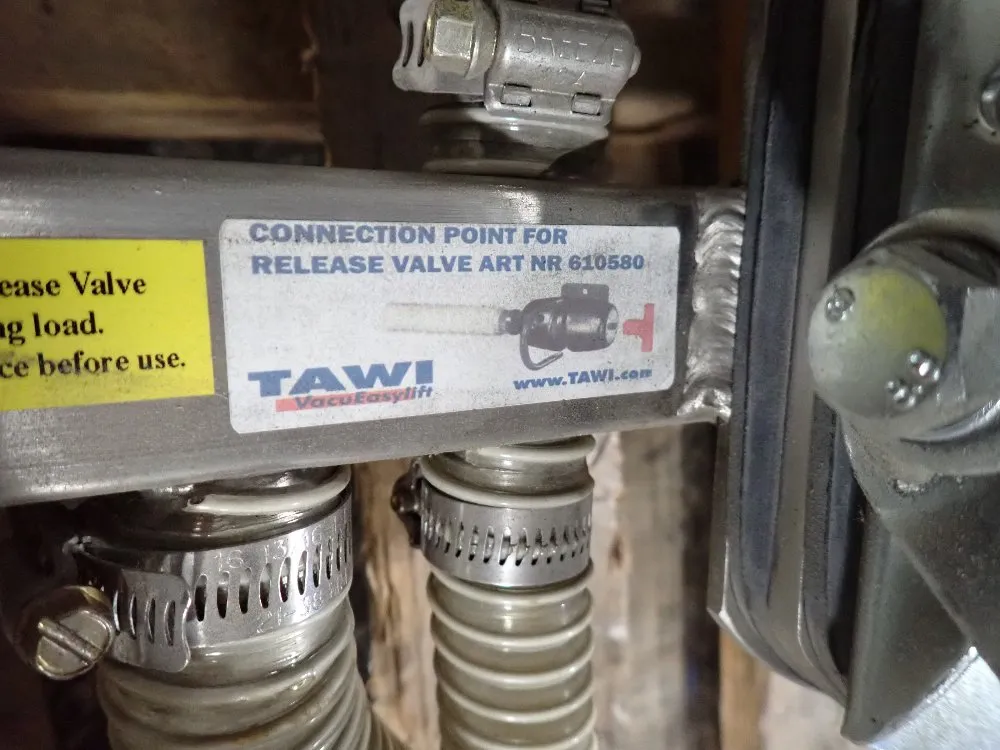 BREEZE
ease Valve
g load.
ce before use.
CONNECTION POINT FOR
RELEASE VALVE ART NR 610580
TAWI
VacuEasylift
www.TAWI.com